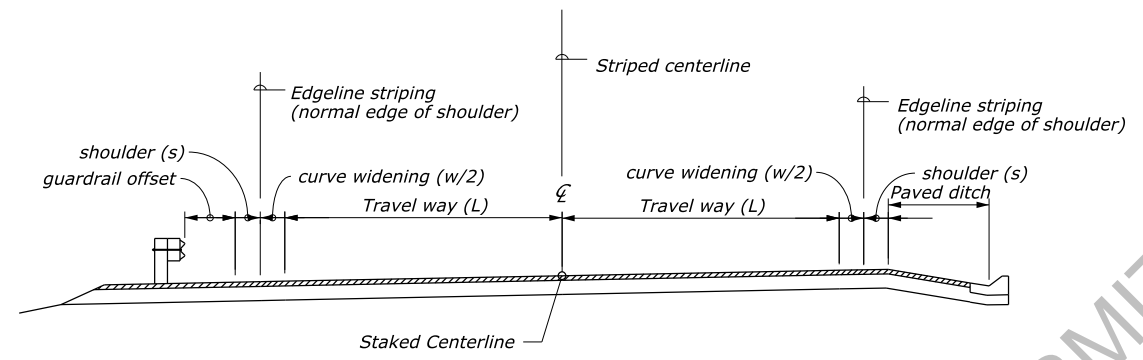 Striped centerline
Edgeline striping
(normal edge of shoulder)
Edgeline striping
(normal edge of shoulder)
shoulder (s)
guardrail offset
curve widening (w/2)
curve widening (w/2)
shoulder (s)
Paved ditch
Travel way (L)
℄
Travel way (L)
Staked Centerline